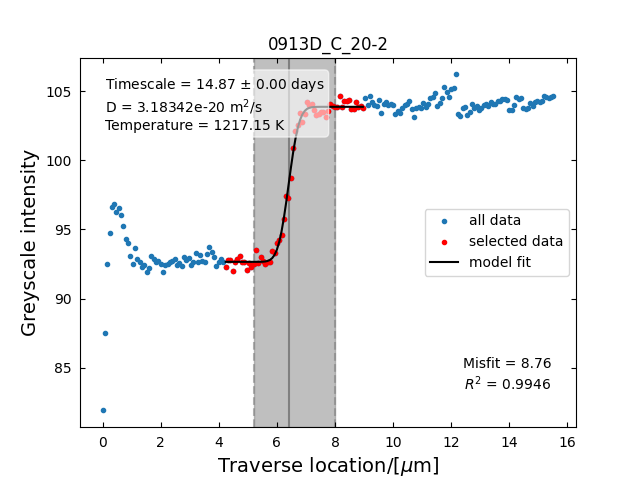 0913D_C_20-2
Timescale = 14.87 ± 0.00 days
D = 3.18342e-20 m²/s
Temperature = 1217.15 K
105
100
95
90
85
Greyscale intensity
all data
selected data
model fit
Misfit = 8.76
R² = 0.9946
0 2 4 6 8 10 12 14 16
Traverse location/[μm]